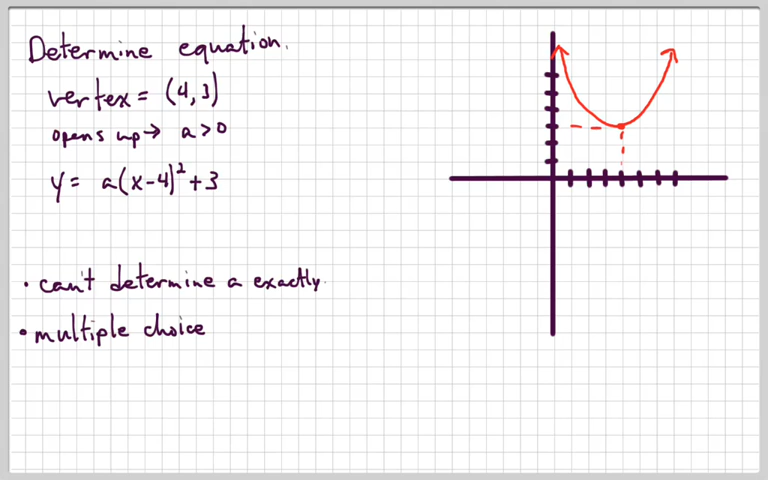 Determine equation.
vertex = (4,3)
opens up → a>0
y = a(x-4)²+3
• can't determine a exactly.
• multiple choice